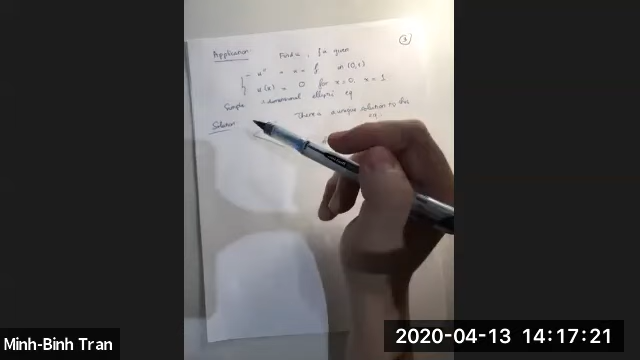 Application: Find u, f is given
3
- u'' - u = f in (0,1)
u(x) = 0 for x = 0, x = 1
Simple 1-dimensional elliptic eq
There is a unique solution to this
eq.
Solution
Minh-Binh Tran
2020-04-13 14:17:21